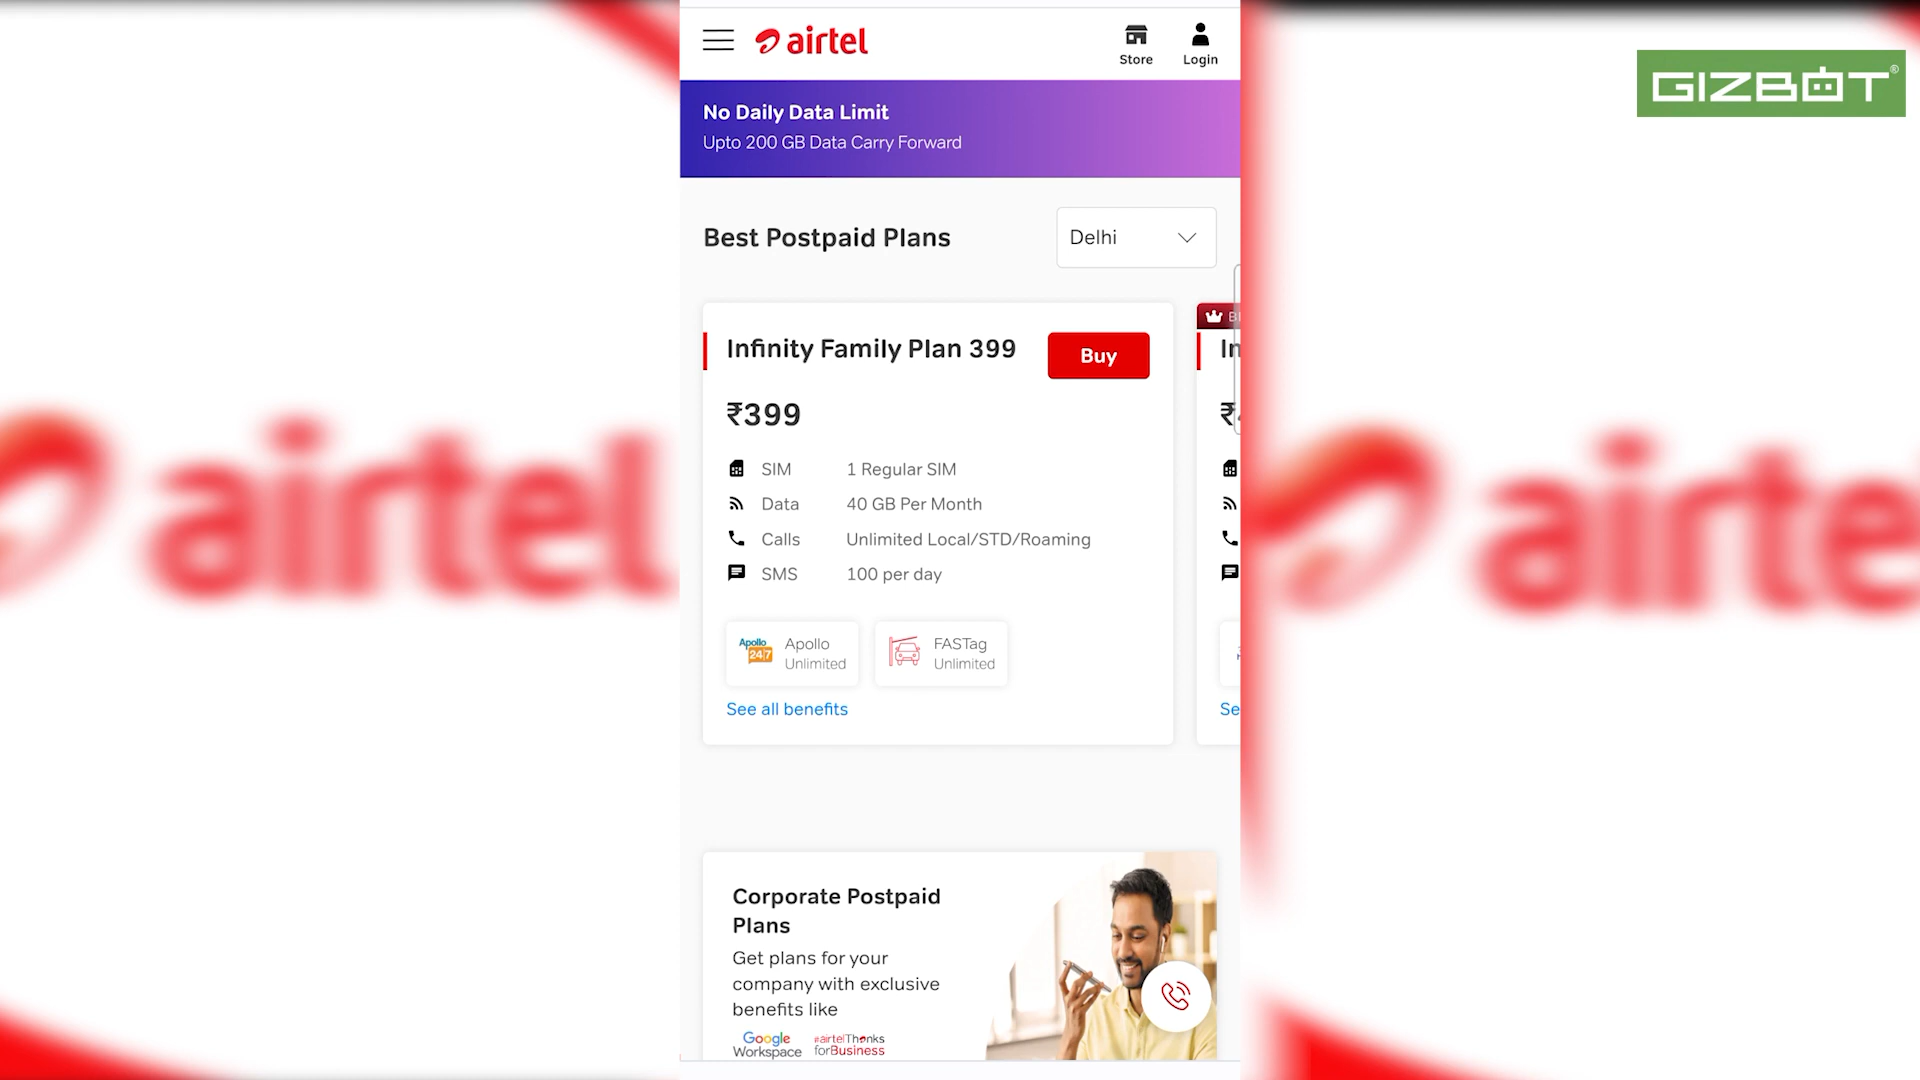 airtel
Store
Login
GIZBOT
No Daily Data Limit
Upto 200 GB Data Carry Forward
Best Postpaid Plans
Delhi
Infinity Family Plan 399
Buy
₹399
SIM 1 Regular SIM
Data 40 GB Per Month
Calls Unlimited Local/STD/Roaming
SMS 100 per day
Apollo
24|7
Apollo
Unlimited
FASTag
Unlimited
See all benefits
Corporate Postpaid
Plans
Get plans for your
company with exclusive
benefits like
Google
Workspace
#airtelThanks
forBusiness
airtel
airte